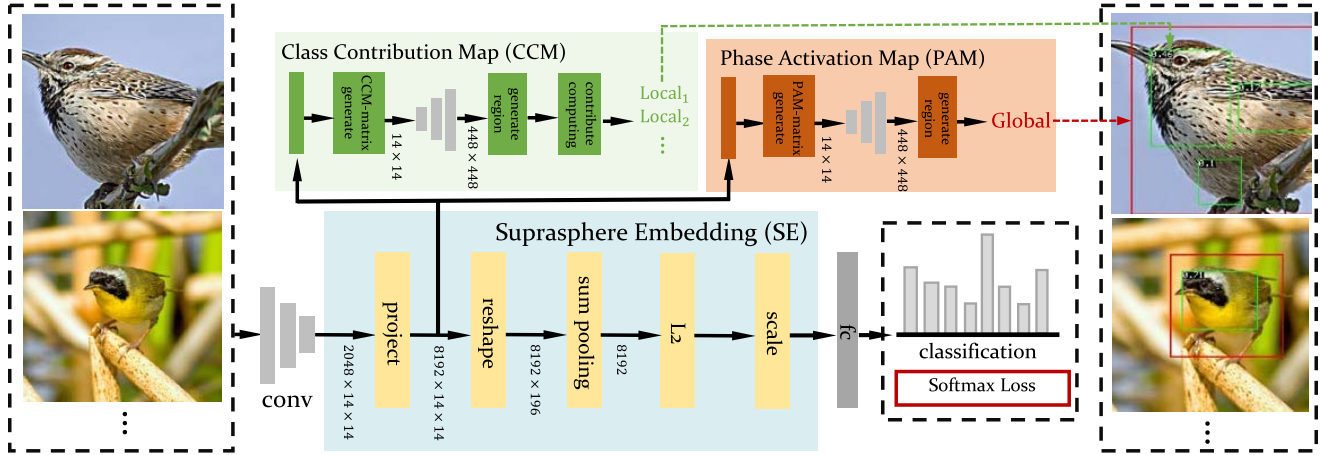 Class Contribution Map (CCM)
CCM-matrix
generate
14 × 14
448 × 448
generate
region
contribute
computing
Local1
Local2
...
Phase Activation Map (PAM)
PAM-matrix
generate
14 × 14
448 × 448
generate
region
Global
Suprasphere Embedding (SE)
conv
2048 × 14 × 14
project
8192 × 14 × 14
reshape
8192 × 196
sum pooling
8192
L2
scale
fc
classification
Softmax Loss